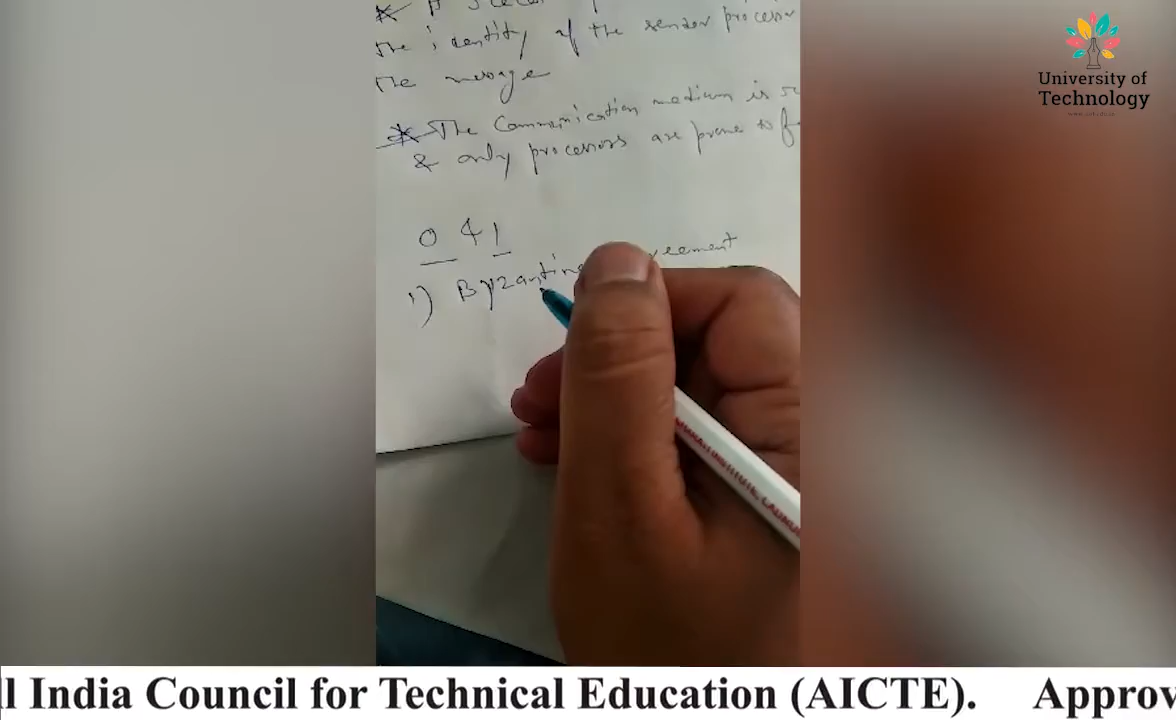 the identity of the sender processor
the message
The Communication medium is
& only processors are prone to
0 & 1
1) Byzantine
University of
Technology
l India Council for Technical Education (AICTE). Approv